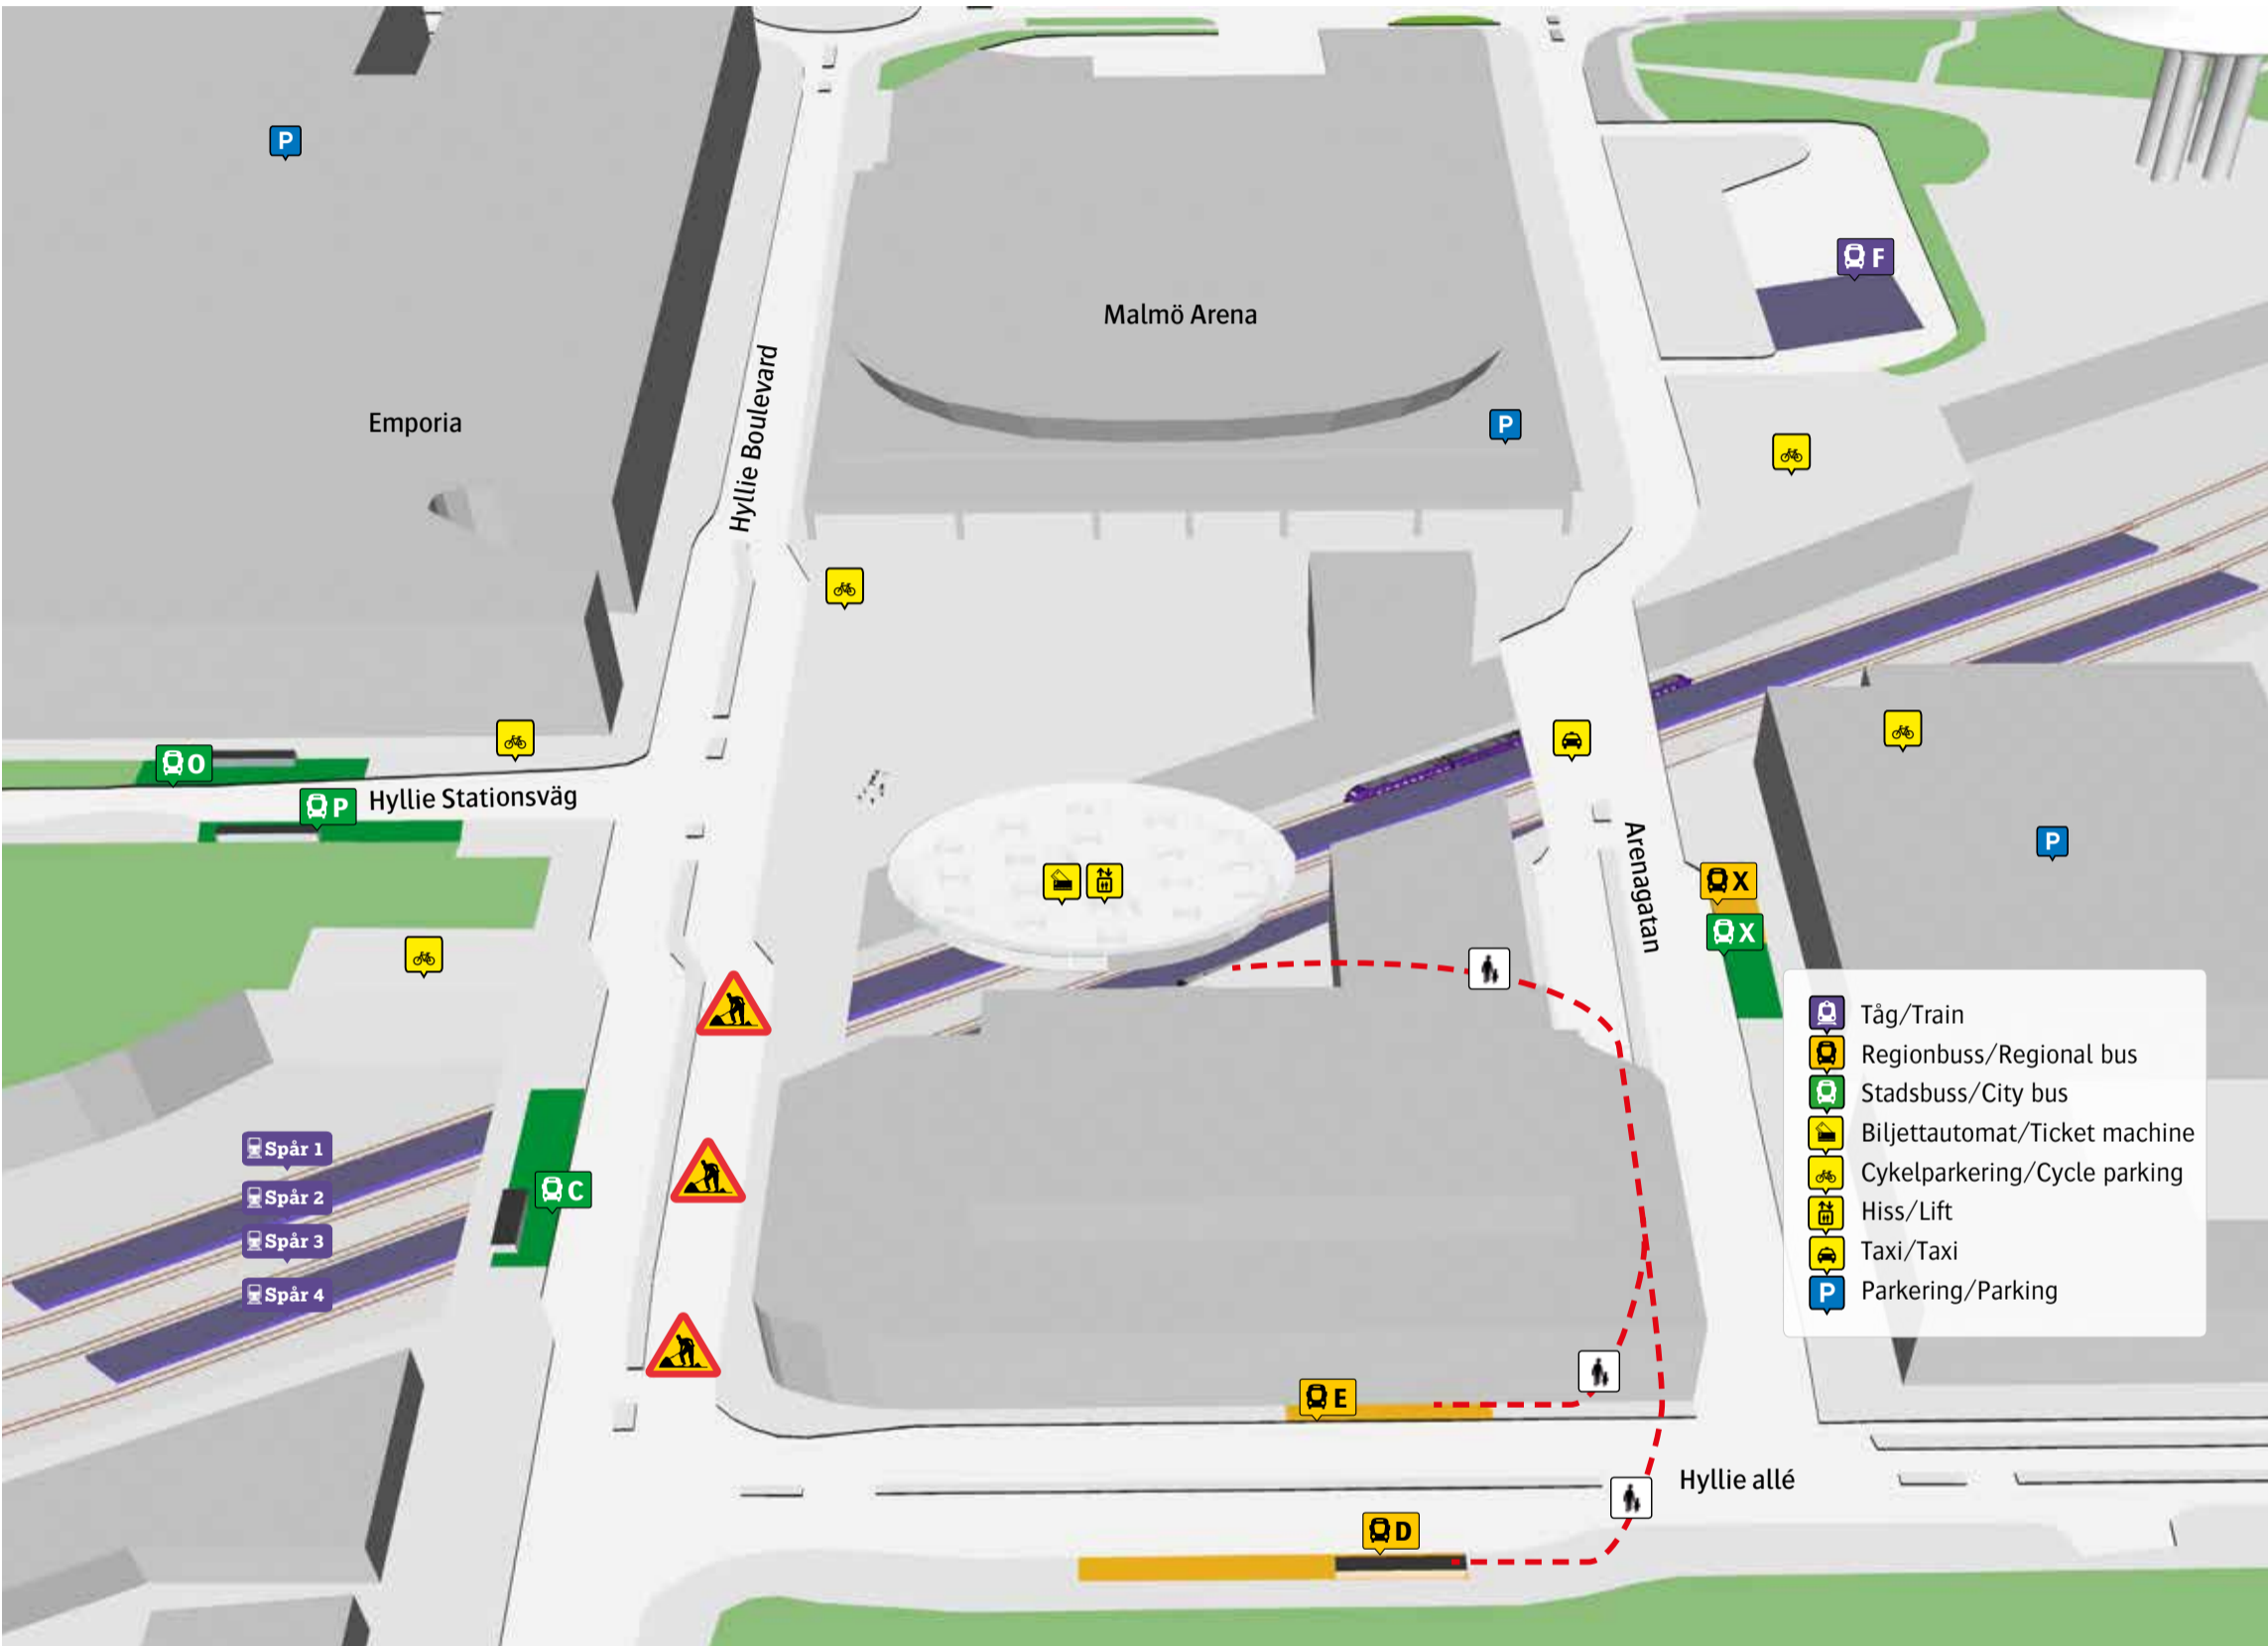 P
F
Malmö Arena
Hyllie Boulevard
Emporia
P
O
P
Hyllie Stationsväg
Arenagatan
P
X
X
Spår 1
Spår 2
Spår 3
Spår 4
C
E
D
Hyllie allé
Tåg/Train
Regionbuss/Regional bus
Stadsbuss/City bus
Biljettautomat/Ticket machine
Cykelparkering/Cycle parking
Hiss/Lift
Taxi/Taxi
P Parkering/Parking